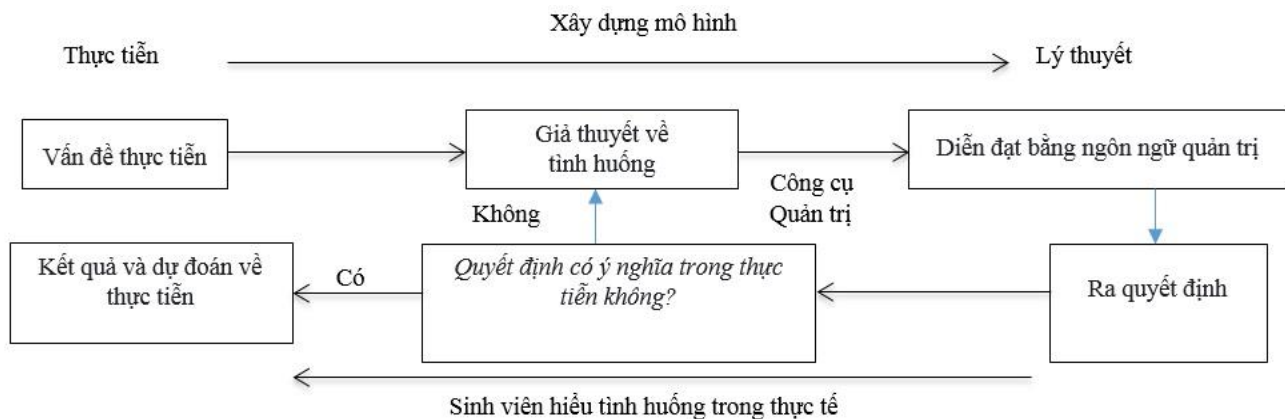 Xây dựng mô hình
Thực tiễn
Lý thuyết
Vấn đề thực tiễn
Giả thuyết về
tình huống
Công cụ
Quản trị
Diễn đạt bằng ngôn ngữ quản trị
Không
Kết quả và dự đoán về
thực tiễn
Có
Quyết định có ý nghĩa trong thực
tiễn không?
Ra quyết định
Sinh viên hiểu tình huống trong thực tế